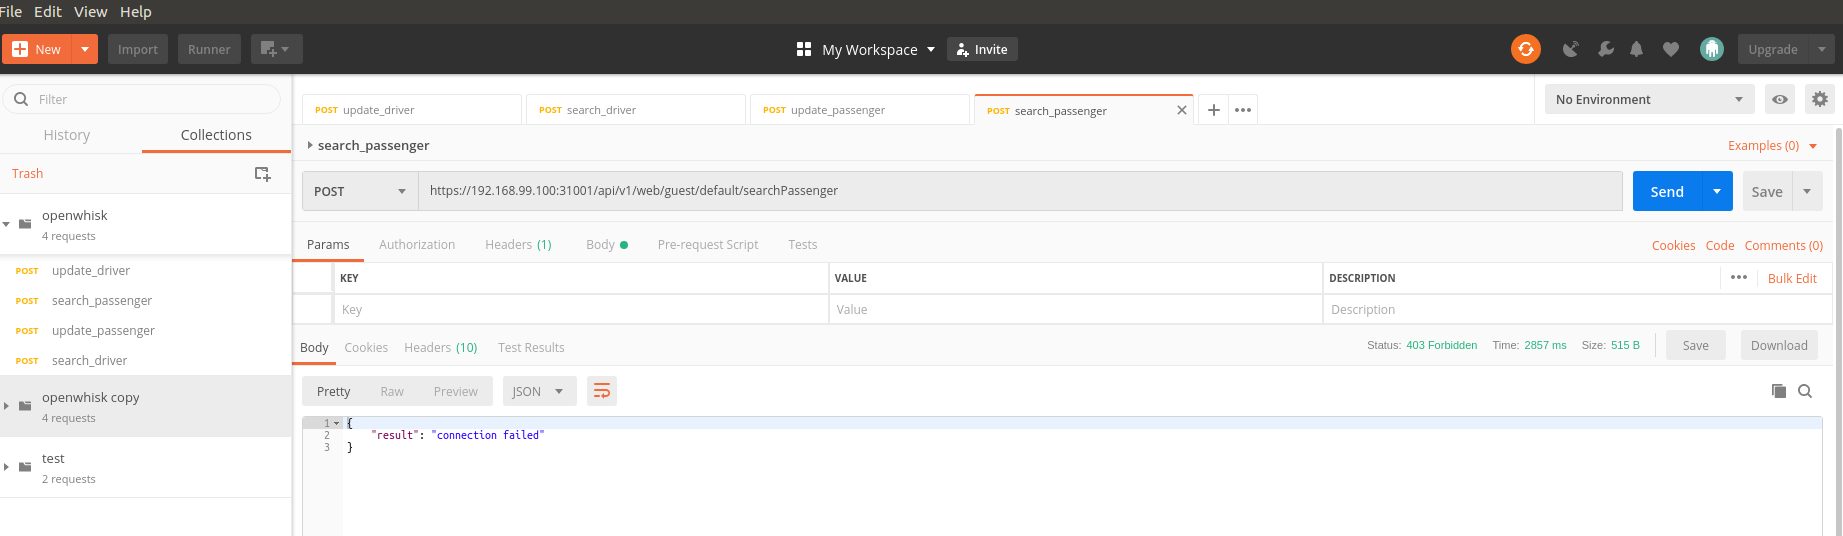 File Edit View Help
New Import Runner My Workspace Invite Upgrade
Filter
History Collections
Trash
openwhisk
4 requests
POST update_driver
POST search_passenger
POST update_passenger
POST search_driver
openwhisk copy
4 requests
test
2 requests
POST update_driver POST search_driver POST update_passenger POST search_passenger No Environment
search_passenger Examples (0)
POST https://192.168.99.100:31001/api/v1/web/guest/default/searchPassenger Send Save
Params Authorization Headers (1) Body Pre-request Script Tests Cookies Code Comments (0)
KEY VALUE DESCRIPTION Bulk Edit
Key Value Description
Body Cookies Headers (10) Test Results Status: 403 Forbidden Time: 2857 ms Size: 515 B Save Download
Pretty Raw Preview JSON
1 {
2 "result": "connection failed"
3 }